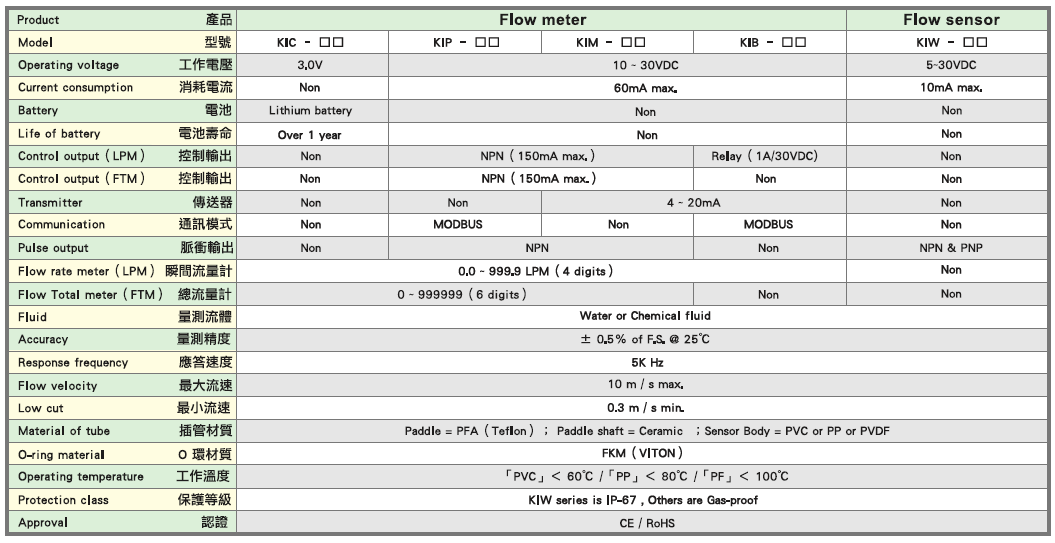 Product 產品 Flow meter Flow sensor
Model 型號 KIC - □□ KIP - □□ KIM - □□ KIB - □□ KIW - □□
Operating voltage 工作電壓 3.0V 10 ~ 30VDC 5~30VDC
Current consumption 消耗電流 Non 60mA max. 10mA max.
Battery 電池 Lithium battery Non Non
Life of battery 電池壽命 Over 1 year Non Non
Control output ( LPM ) 控制輸出 Non NPN ( 150mA max. ) Relay ( 1A/30VDC) Non
Control output ( FTM ) 控制輸出 Non NPN ( 150mA max. ) Non Non
Transmitter 傳送器 Non Non 4 ~ 20mA Non
Communication 通訊模式 Non MODBUS Non MODBUS Non
Pulse output 脈衝輸出 Non NPN Non NPN & PNP
Flow rate meter ( LPM ) 瞬間流量計 0.0 ~ 999.9 LPM ( 4 digits ) Non
Flow Total meter ( FTM ) 總流量計 0 ~ 999999 ( 6 digits ) Non Non
Fluid 量測流體 Water or Chemical fluid
Accuracy 量測精度 ± 0.5% of F.S. @ 25℃
Response frequency 應答速度 5K Hz
Flow velocity 最大流速 10 m / s max.
Low cut 最小流速 0.3 m / s min.
Material of tube 插管材質 Paddle = PFA ( Teflon ) ; Paddle shaft = Ceramic ; Sensor Body = PVC or PP or PVDF
O-ring material O 環材質 FKM ( VITON )
Operating temperature 工作溫度 「PVC」 < 60℃ /「PP」 < 80℃ /「PF」 < 100℃
Protection class 保護等級 KIW series is IP-67 , Others are Gas-proof
Approval 認證 CE / RoHS